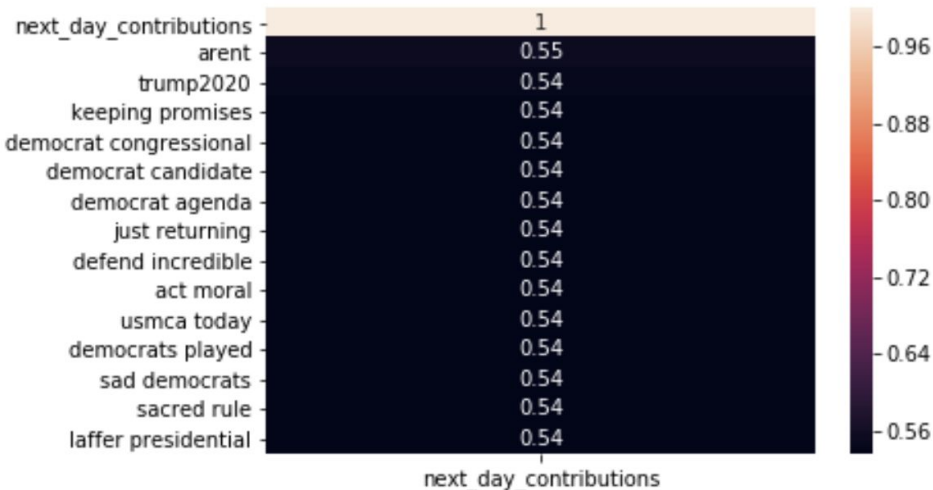 next_day_contributions 1
arent 0.55
trump2020 0.54
keeping promises 0.54
democrat congressional 0.54
democrat candidate 0.54
democrat agenda 0.54
just returning 0.54
defend incredible 0.54
act moral 0.54
usmca today 0.54
democrats played 0.54
sad democrats 0.54
sacred rule 0.54
laffer presidential 0.54
next_day_contributions
0.96
0.88
0.80
0.72
0.64
0.56